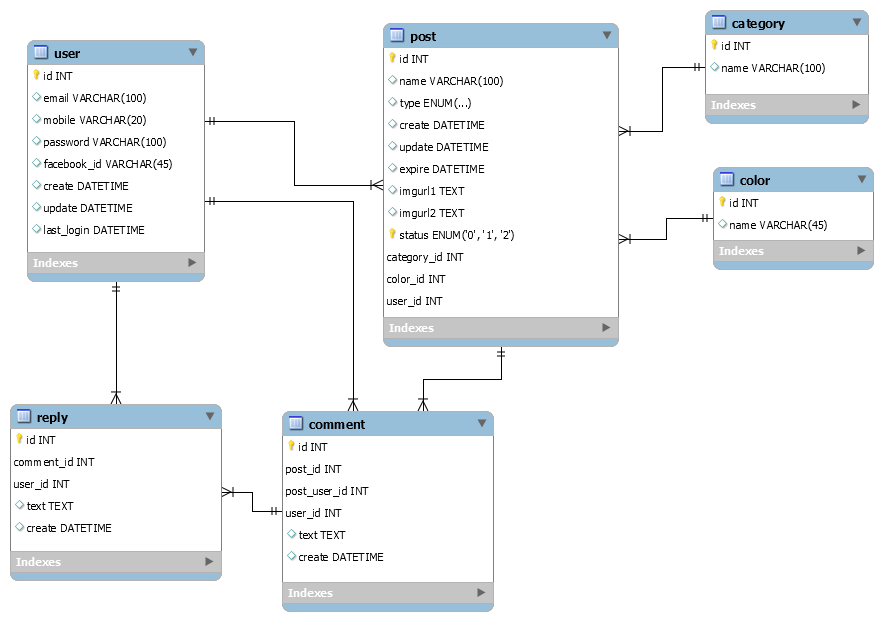 user
id INT
email VARCHAR(100)
mobile VARCHAR(20)
password VARCHAR(100)
facebook_id VARCHAR(45)
create DATETIME
update DATETIME
last_login DATETIME
Indexes
post
id INT
name VARCHAR(100)
type ENUM(...)
create DATETIME
update DATETIME
expire DATETIME
imgurl1 TEXT
imgurl2 TEXT
status ENUM('0', '1', '2')
category_id INT
color_id INT
user_id INT
Indexes
category
id INT
name VARCHAR(100)
Indexes
color
id INT
name VARCHAR(45)
Indexes
reply
id INT
comment_id INT
user_id INT
text TEXT
create DATETIME
Indexes
comment
id INT
post_id INT
post_user_id INT
user_id INT
text TEXT
create DATETIME
Indexes